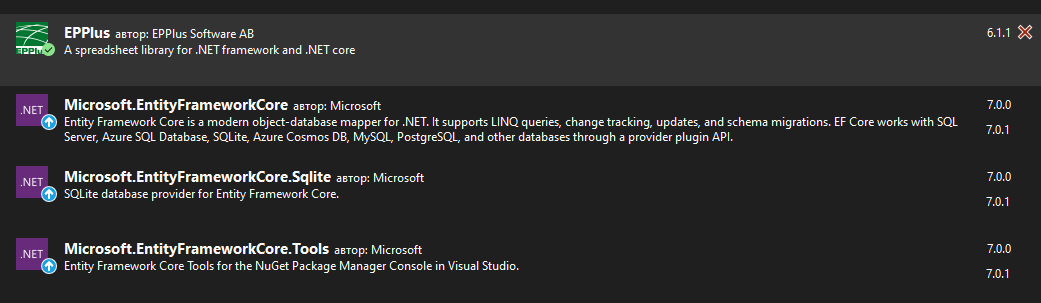 EPPlus автор: EPPlus Software AB 6.1.1
A spreadsheet library for .NET framework and .NET core
EPPlus
.NET
Microsoft.EntityFrameworkCore автор: Microsoft 7.0.0
Entity Framework Core is a modern object-database mapper for .NET. It supports LINQ queries, change tracking, updates, and schema migrations. EF Core works with SQL 7.0.1
Server, Azure SQL Database, SQLite, Azure Cosmos DB, MySQL, PostgreSQL, and other databases through a provider plugin API.
.NET
Microsoft.EntityFrameworkCore.Sqlite автор: Microsoft 7.0.0
SQLite database provider for Entity Framework Core. 7.0.1
.NET
Microsoft.EntityFrameworkCore.Tools автор: Microsoft 7.0.0
Entity Framework Core Tools for the NuGet Package Manager Console in Visual Studio. 7.0.1